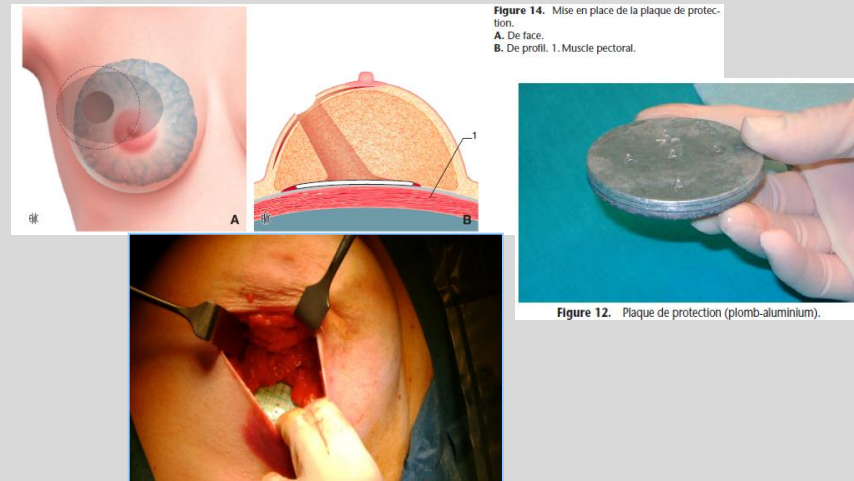 Figure 14. Mise en place de la plaque de protec-
tion.
A. De face.
B. De profil. 1. Muscle pectoral.
1
A
B
Figure 12. Plaque de protection (plomb-aluminium).